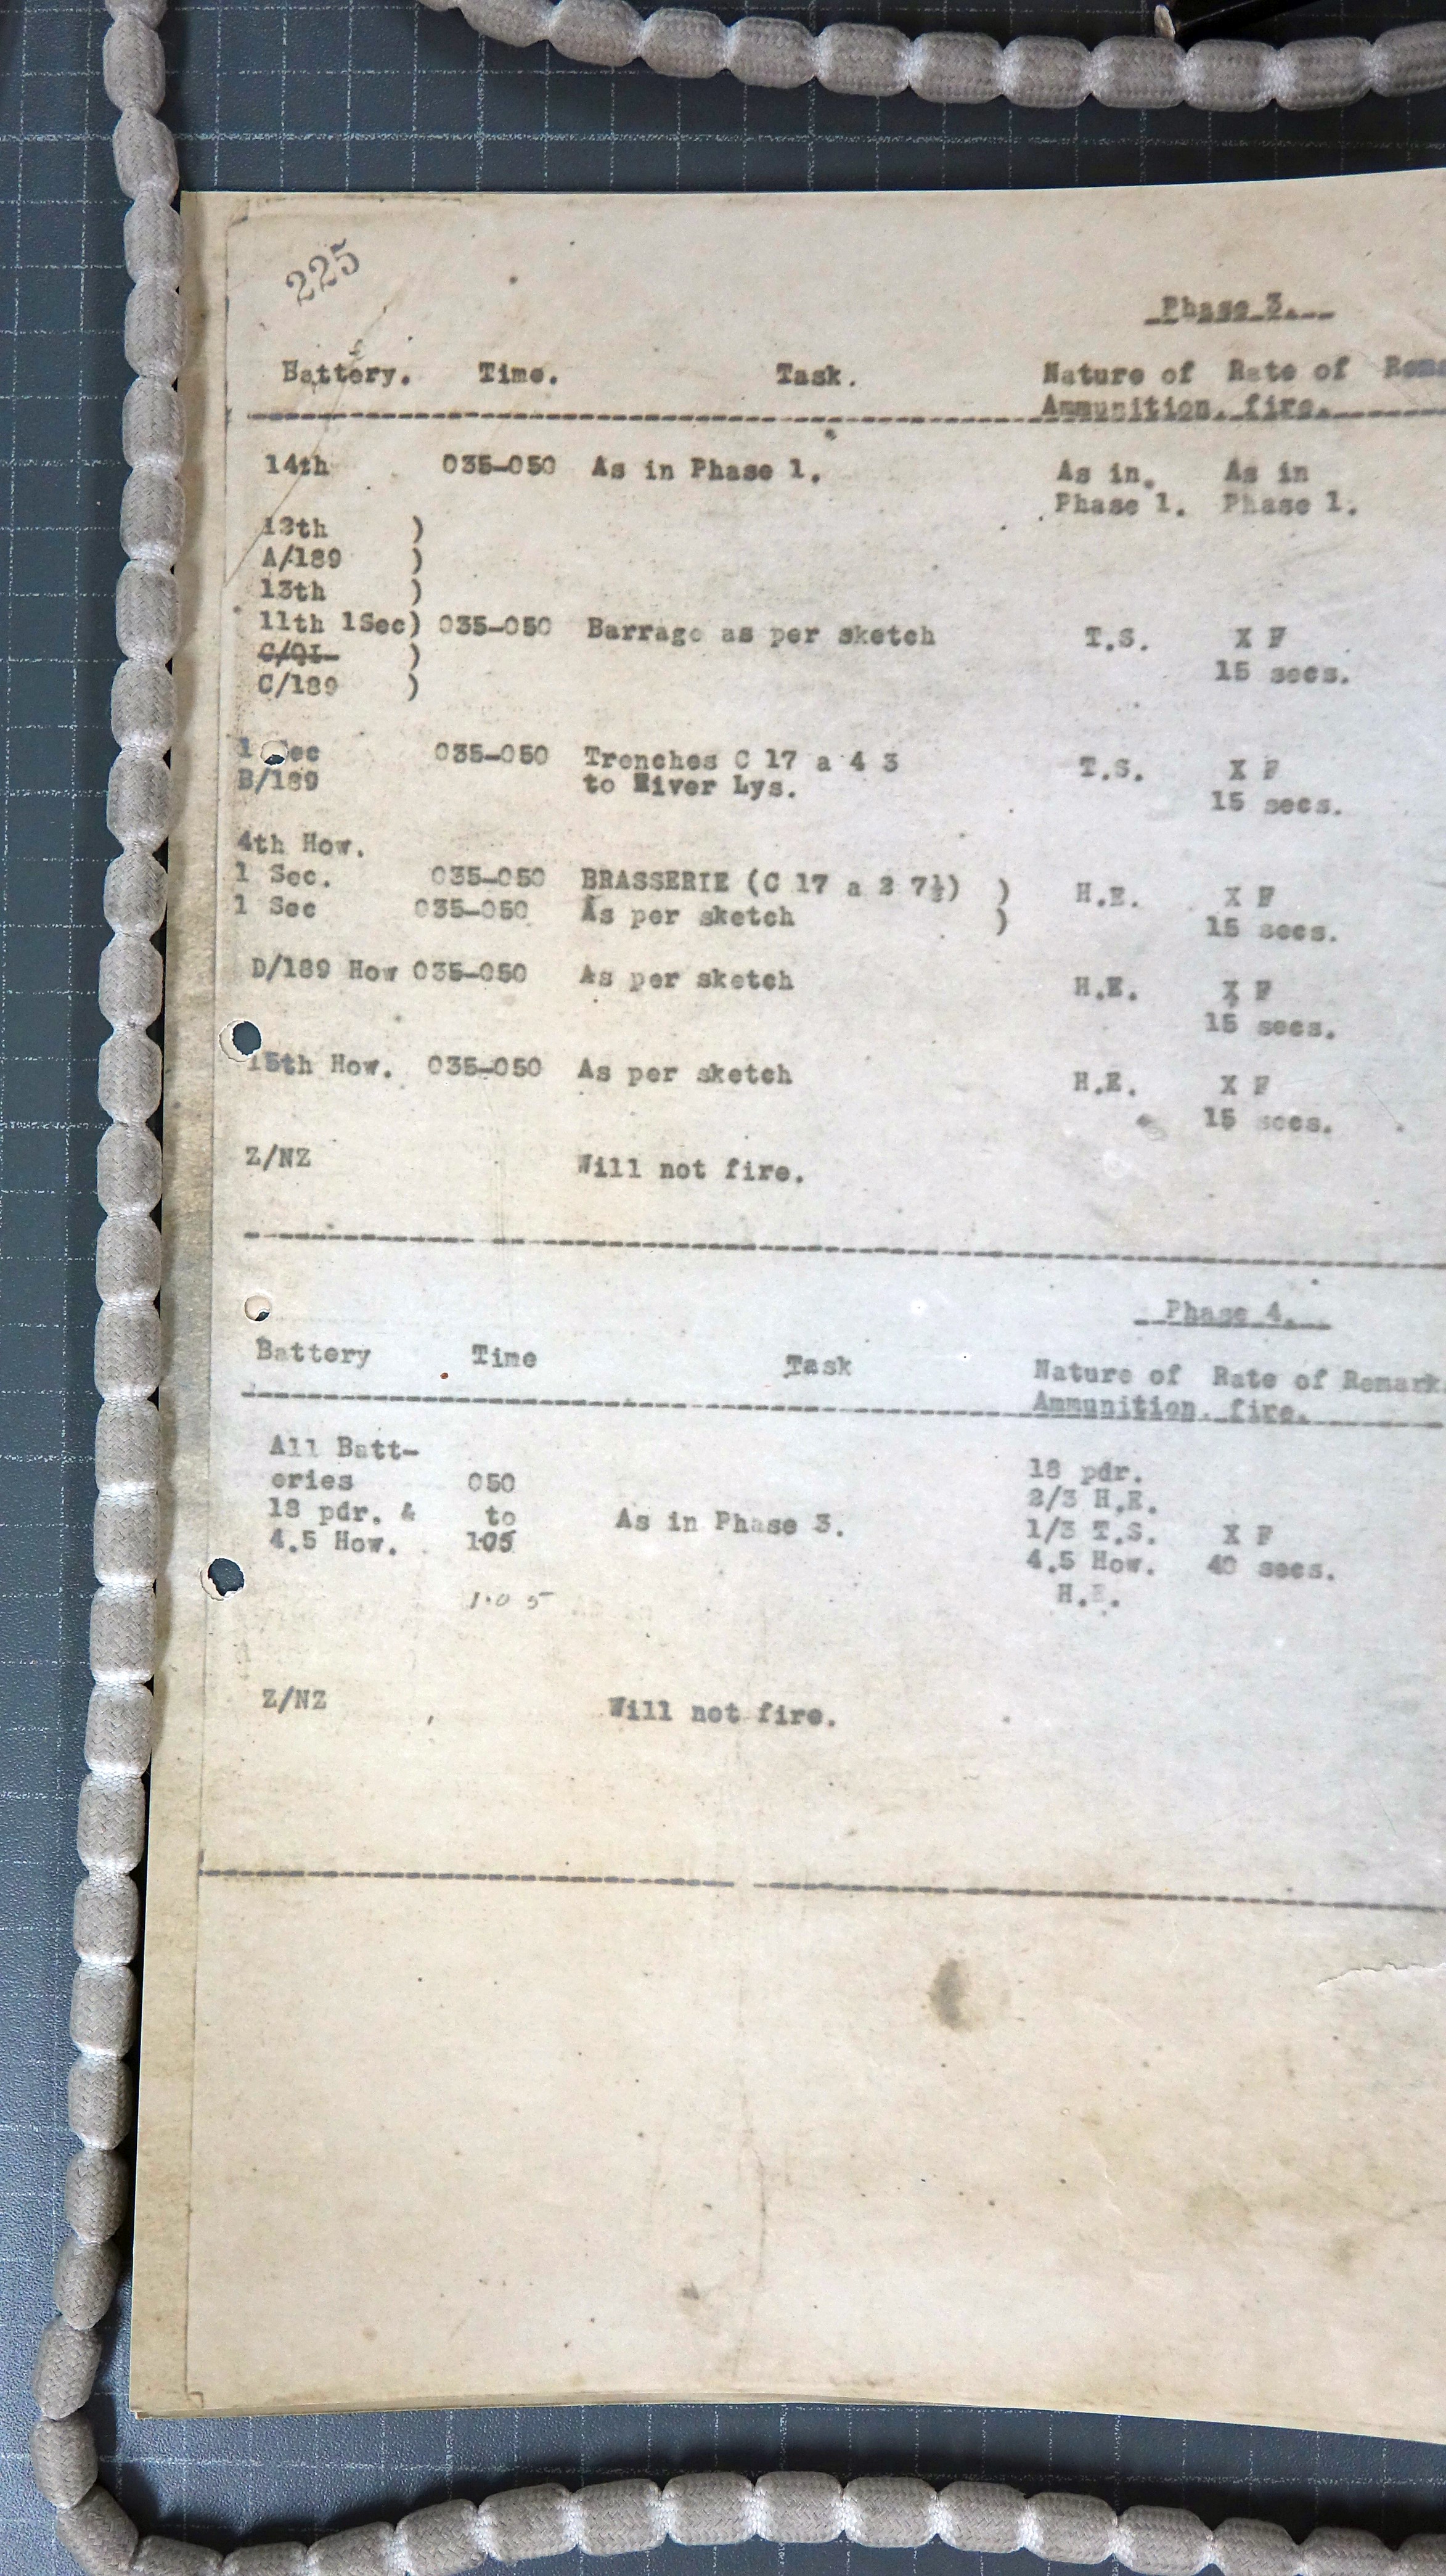 225
Phase 3.
Battery. Time. Task. Nature of Rate of
Ammunition. fire.
14th 035-050 As in Phase 1. As in. As in
Phase 1. Phase 1.
12th )
A/189 )
13th )
11th 1Sec) 035-050 Barrage as per sketch T.S. X F
)
C/189 ) 15 secs.
1 Sec 035-050 Trenches C 17 a 4 3 T.S. X F
B/189 to River Lys. 15 secs.
4th How.
1 Sec. 035-050 BRASSERIE (C 17 a 2 7½) ) H.E. X F
1 Sec 035-050 As per sketch ) 15 secs.
D/189 How 035-050 As per sketch H.E. X F
15 secs.
15th How. 035-050 As per sketch H.E. X F
15 secs.
Z/NZ Will not fire.
Phase 4.
Battery Time Task Nature of Rate of Remark
Ammunition. fire.
All Batt-
eries 050 18 pdr.
2/3 H.E.
18 pdr. & to As in Phase 3. 1/3 T.S. X F
4.5 How. 105 4.5 How. 40 secs.
1.05 H.E.
Z/NZ Will not fire.